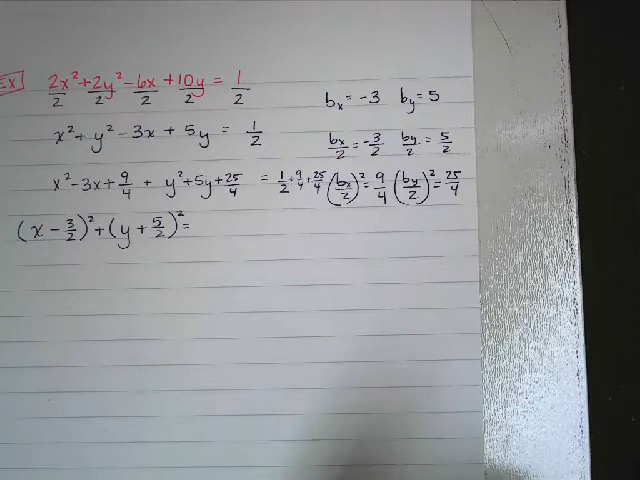 EX 2x²/2 + 2y²/2 - 6x/2 + 10y/2 = 1/2
bx = -3 by = 5
x² + y² - 3x + 5y = 1/2
bx/2 = -3/2 by/2 = 5/2
x² - 3x + 9/4 + y² + 5y + 25/4 = 1/2 + 9/4 + 25/4
(bx/2)² = 9/4 (by/2)² = 25/4
(x - 3/2)² + (y + 5/2)² =